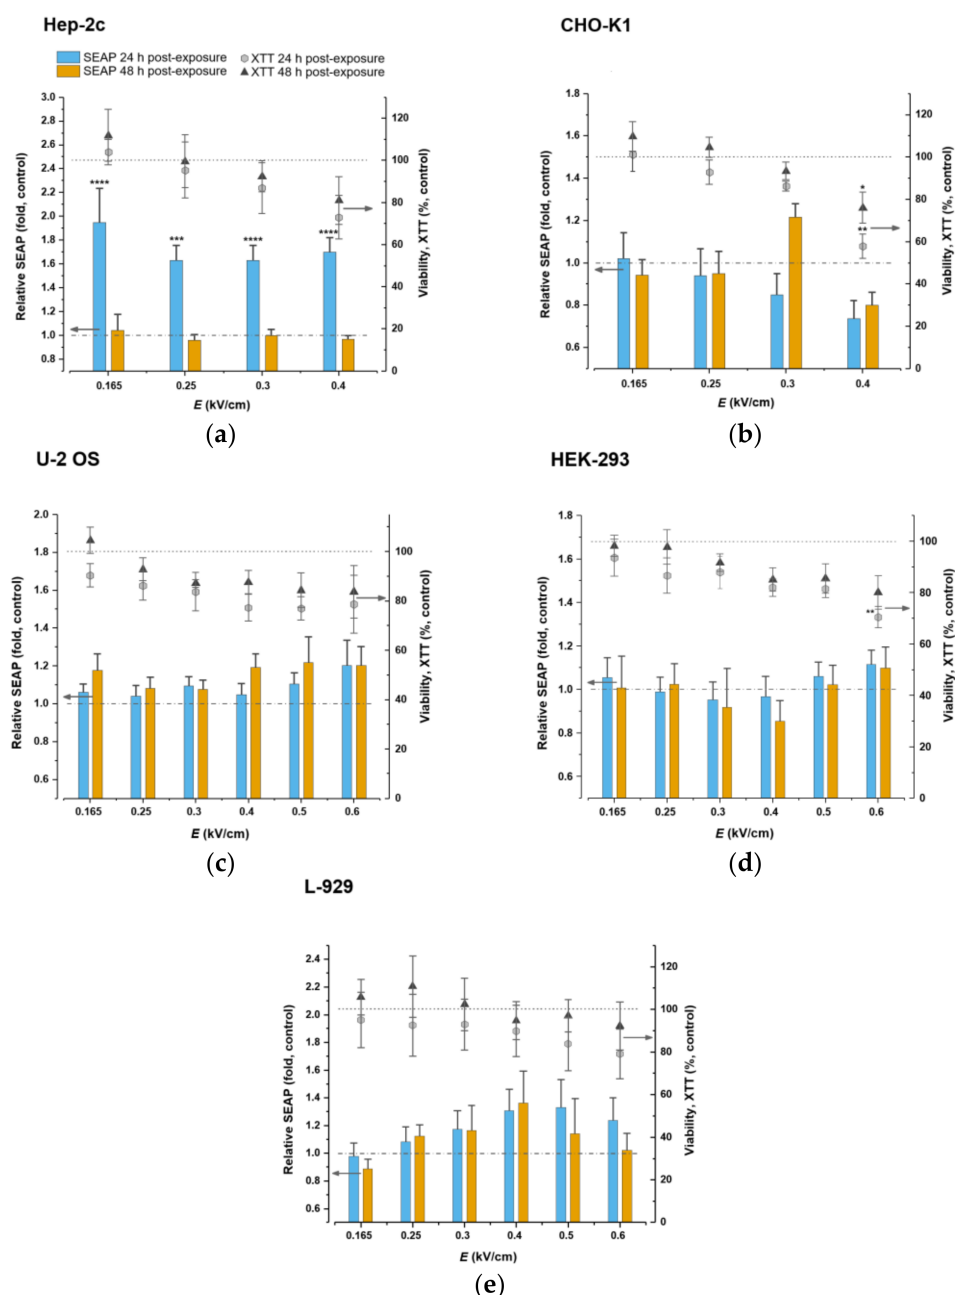 Hep-2c
SEAP 24 h post-exposure
XTT 24 h post-exposure
SEAP 48 h post-exposure
XTT 48 h post-exposure
3.0
2.8
2.6
2.4
2.2
2.0
1.8
1.6
1.4
1.2
1.0
0.8
Relative SEAP (fold, control)
****
***
****
****
120
100
80
60
40
20
0
Viability, XTT (%, control)
0.165 0.25 0.3 0.4
E (kV/cm)
(a)
CHO-K1
1.8
1.6
1.4
1.2
1.0
0.8
0.6
Relative SEAP (fold, control)
*
**
120
100
80
60
40
20
0
Viability, XTT (%, control)
0.165 0.25 0.3 0.4
E (kV/cm)
(b)
U-2 OS
2.0
1.8
1.6
1.4
1.2
1.0
0.8
0.6
Relative SEAP (fold, control)
100
80
60
40
20
0
Viability, XTT (%, control)
0.165 0.25 0.3 0.4 0.5 0.6
E (kV/cm)
(c)
HEK-293
1.8
1.6
1.4
1.2
1.0
0.8
0.6
Relative SEAP (fold, control)
**
100
80
60
40
20
0
Viability, XTT (%, control)
0.165 0.25 0.3 0.4 0.5 0.6
E (kV/cm)
(d)
L-929
2.4
2.2
2.0
1.8
1.6
1.4
1.2
1.0
0.8
0.6
Relative SEAP (fold, control)
120
100
80
60
40
20
0
Viability, XTT (%, control)
0.165 0.25 0.3 0.4 0.5 0.6
E (kV/cm)
(e)